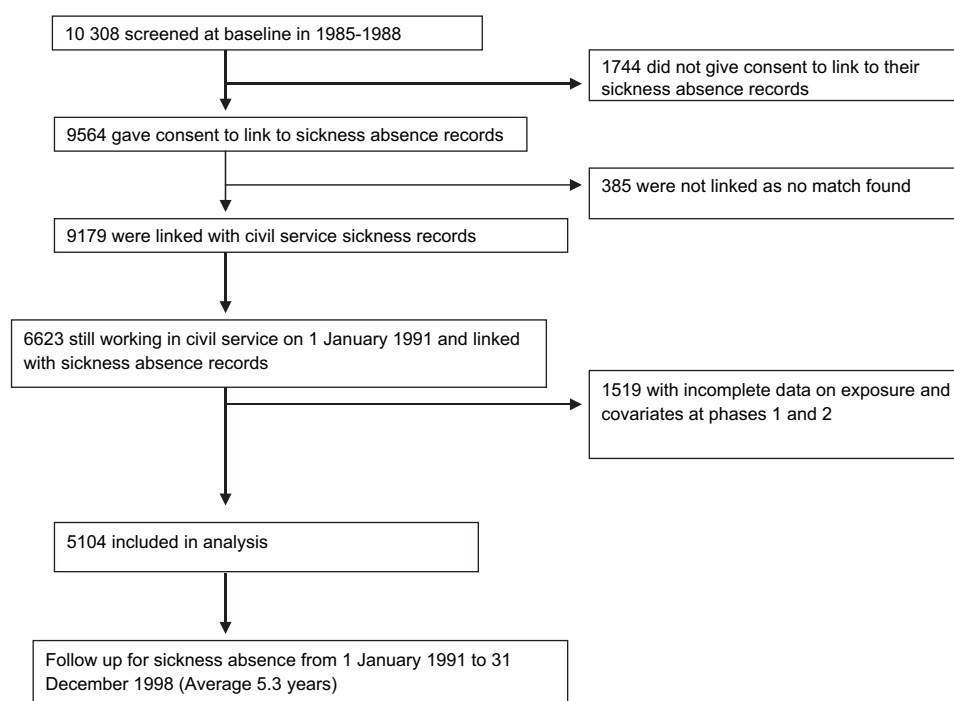 10 308 screened at baseline in 1985-1988
1744 did not give consent to link to their
sickness absence records
9564 gave consent to link to sickness absence records
385 were not linked as no match found
9179 were linked with civil service sickness records
6623 still working in civil service on 1 January 1991 and linked
with sickness absence records
1519 with incomplete data on exposure and
covariates at phases 1 and 2
5104 included in analysis
Follow up for sickness absence from 1 January 1991 to 31
December 1998 (Average 5.3 years)